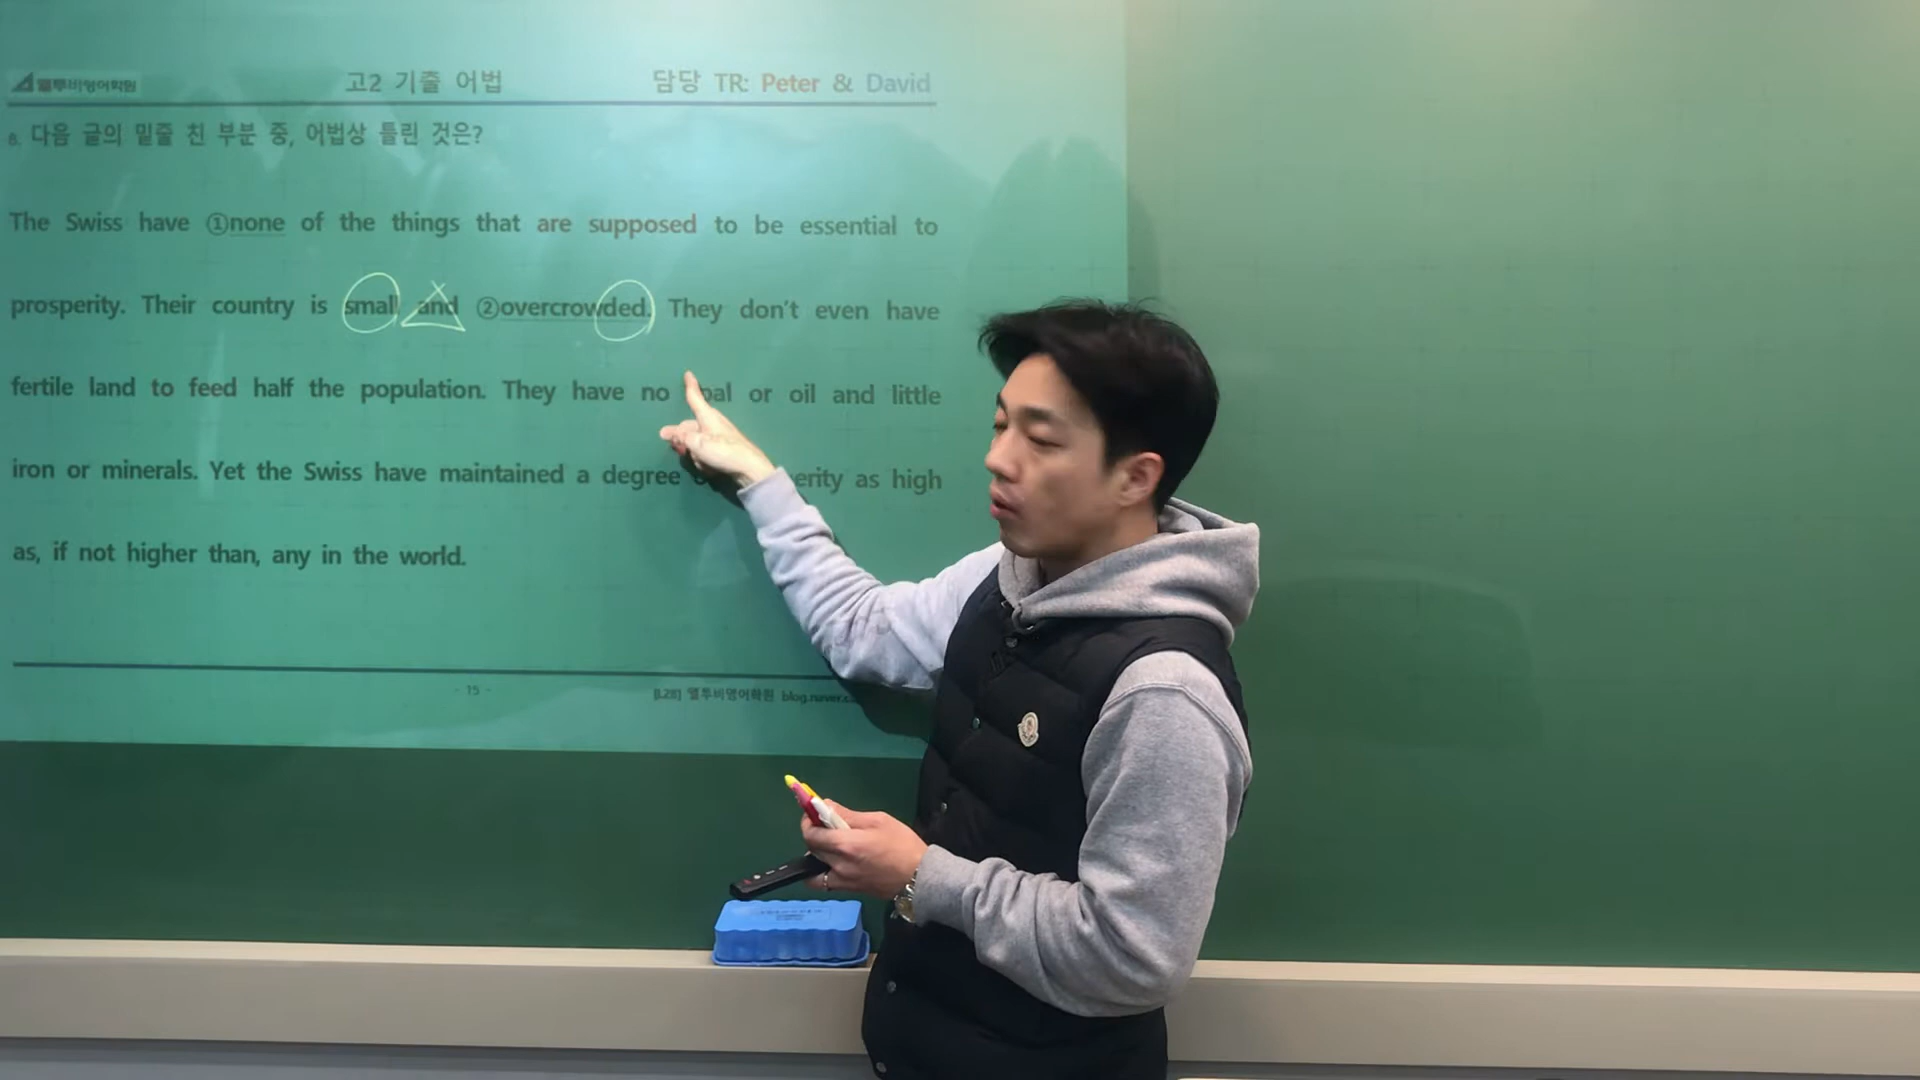 열투비영어학원 고2 기출 어법 담당 TR: Peter & David
8. 다음 글의 밑줄 친 부분 중, 어법상 틀린 것은?
The Swiss have ①none of the things that are supposed to be essential to
prosperity. Their country is small and ②overcrowded. They don't even have
fertile land to feed half the population. They have no or oil and little
iron or minerals. Yet the Swiss have maintained a degree as high
as, if not higher than, any in the world.
- 15 -
[L28] 열투비영어학원 blog.naver.c